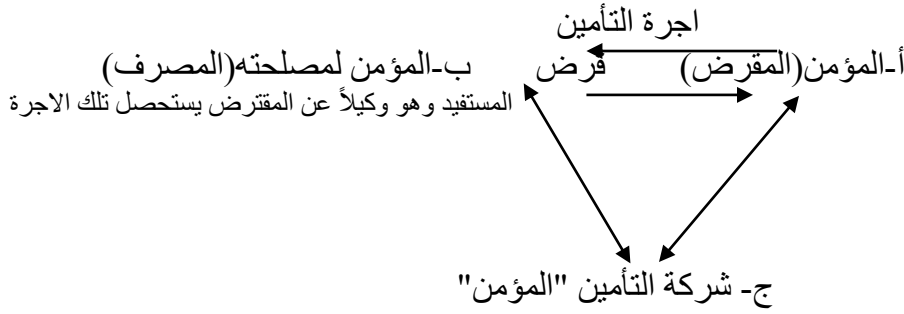 اجرة التأمين
أ-المؤمن(المقرض) قرض ب-المؤمن لمصلحته(المصرف)
المستفيد وهو وكيلاً عن المقترض يستحصل تلك الاجرة
ج- شركة التأمين "المؤمن"